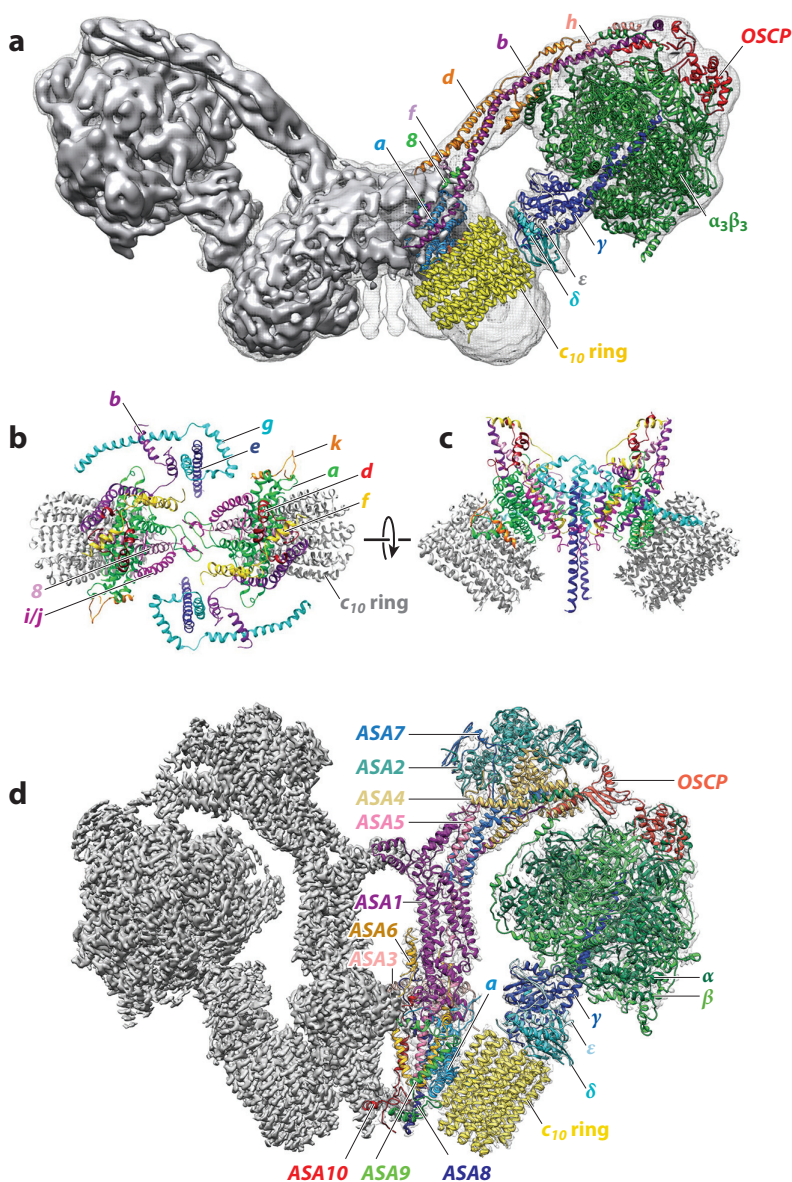 a
h
b
OSCP
d
f
8
a
α3β3
γ
ε
δ
c10 ring
b
b
g
e
k
a
d
f
8
i/j
c10 ring
c
d
ASA7
ASA2
ASA4
ASA5
OSCP
ASA1
ASA6
ASA3
a
α
β
γ
ε
δ
c10 ring
ASA10
ASA9
ASA8